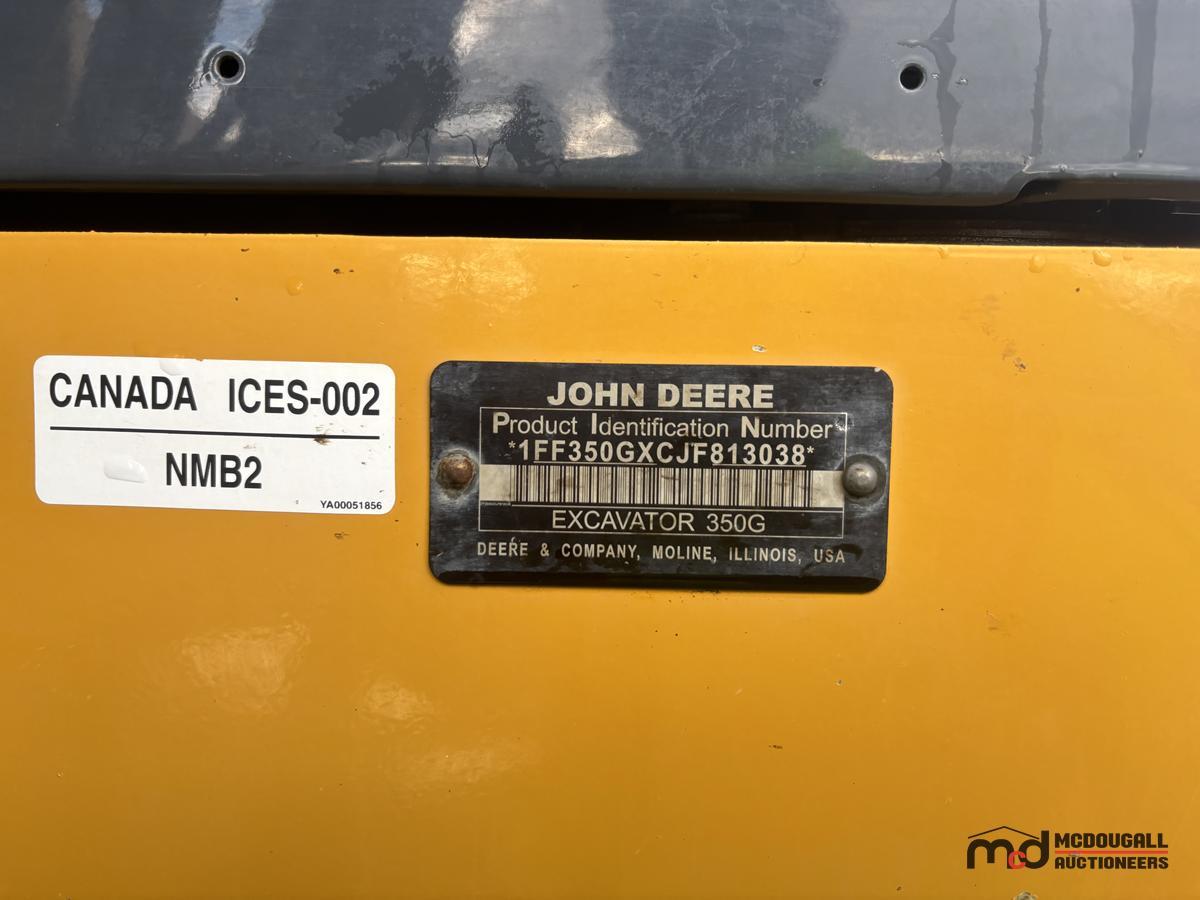 CANADA ICES-002
NMB2
YA00051856
JOHN DEERE
Product Identification Number
*1FF350GXCJF813038*
EXCAVATOR 350G
DEERE & COMPANY, MOLINE, ILLINOIS, USA
mcd MCDOUGALL
AUCTIONEERS